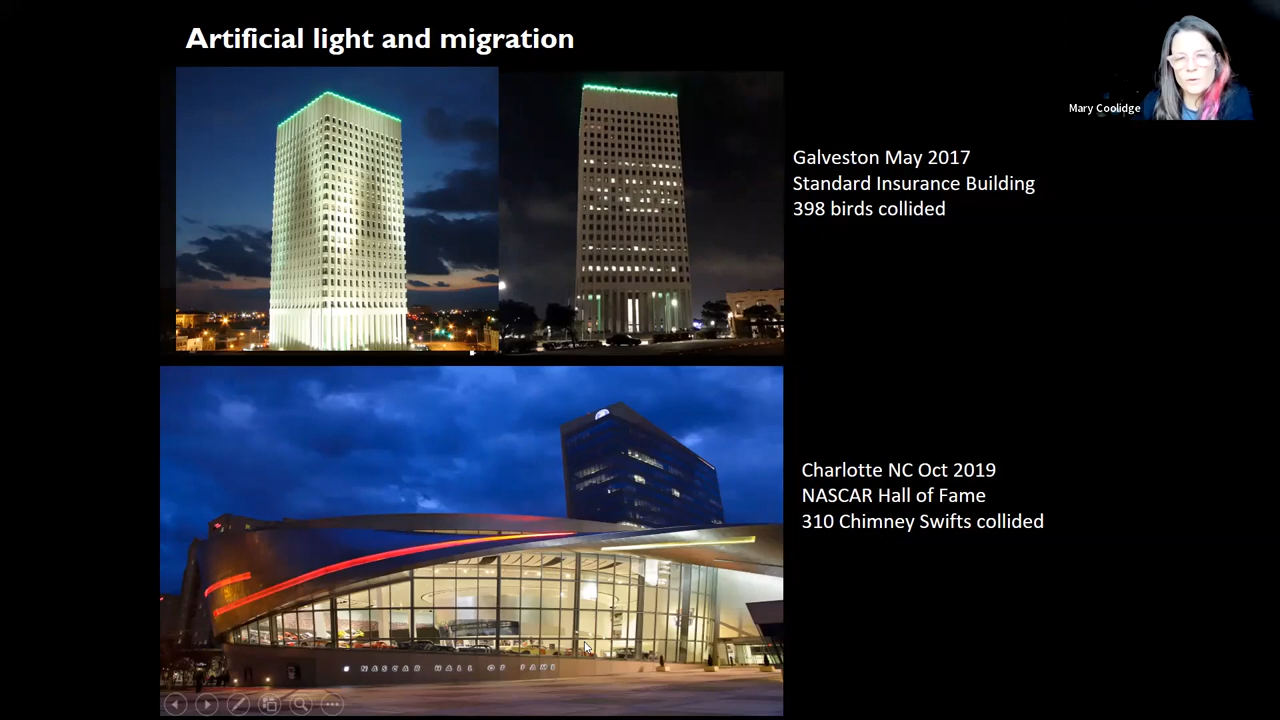 Artificial light and migration
Mary Coolidge
Galveston May 2017
Standard Insurance Building
398 birds collided
Charlotte NC Oct 2019
NASCAR Hall of Fame
310 Chimney Swifts collided
NASCAR HALL OF FAME